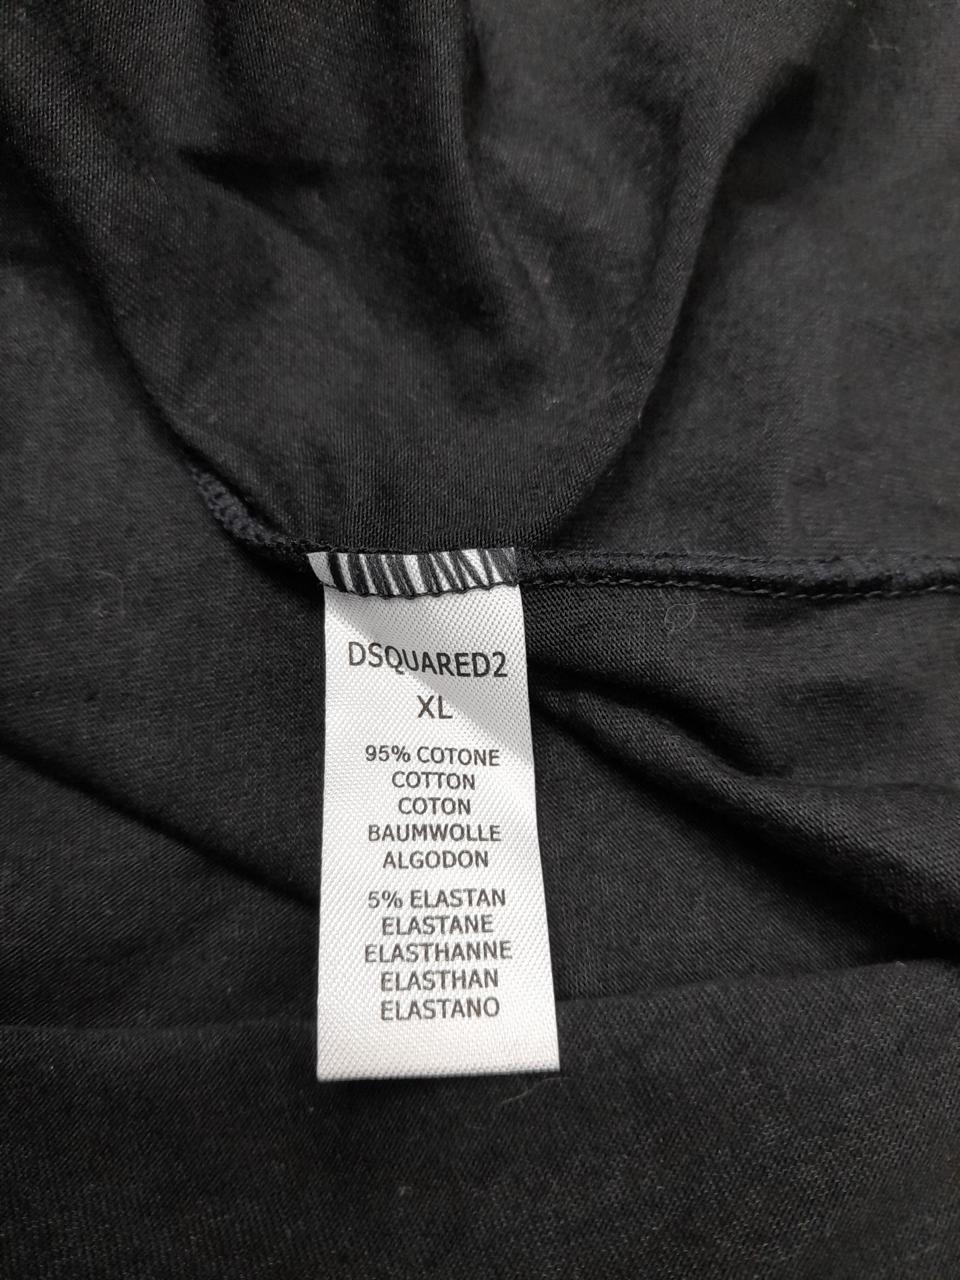 DSQUARED2
XL
95% COTONE
COTTON
COTON
BAUMWOLLE
ALGODON
5% ELASTAN
ELASTANE
ELASTHANNE
ELASTHAN
ELASTANO